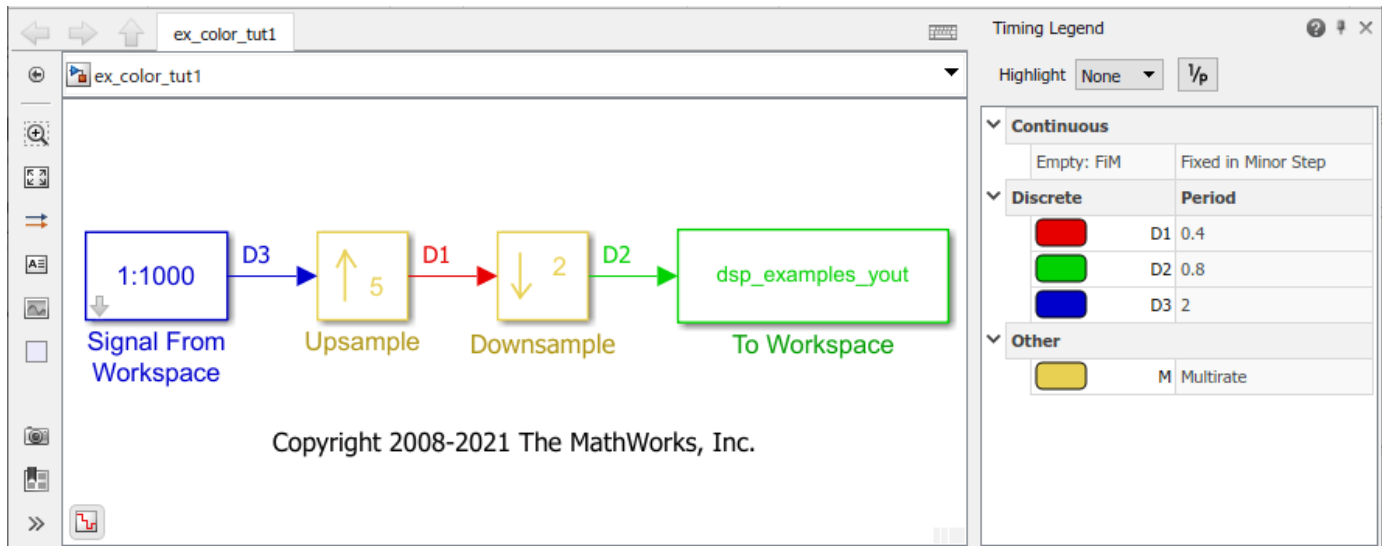 ex_color_tut1
ex_color_tut1
1:1000
D3
5
D1
2
D2
dsp_examples_yout
Signal From
Workspace
Upsample
Downsample
To Workspace
Copyright 2008-2021 The MathWorks, Inc.
Timing Legend
Highlight None 1/p
Continuous
Empty: FiM Fixed in Minor Step
Discrete Period
D1 0.4
D2 0.8
D3 2
Other
M Multirate